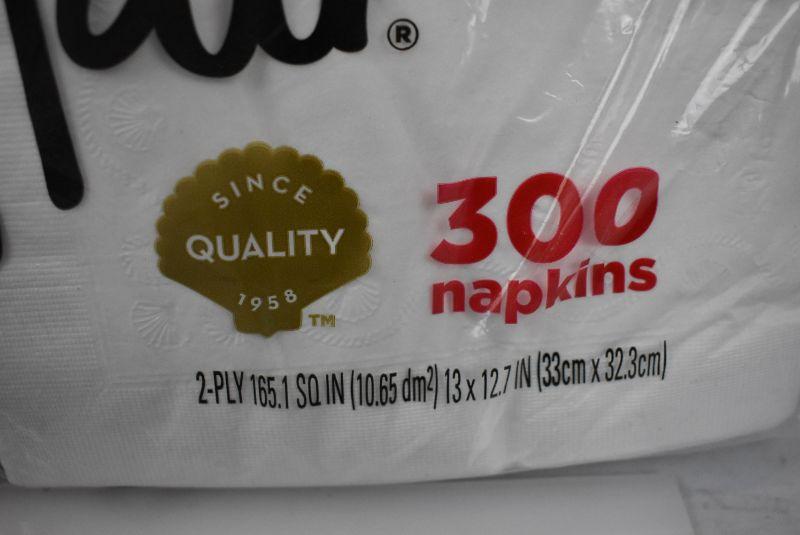 ®
SINCE
QUALITY
1958
TM
300
napkins
2-PLY 165.1 SQ IN (10.65 dm²) 13 x 12.7 IN (33cm x 32.3cm)